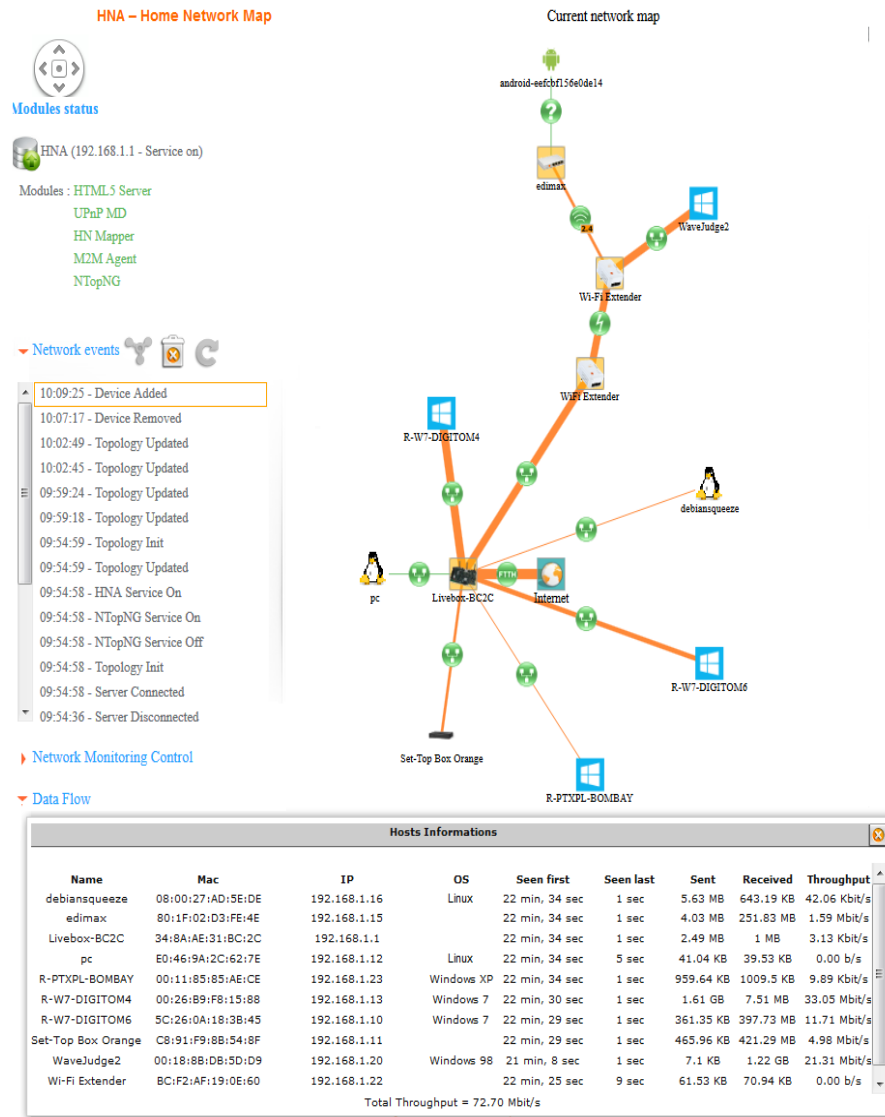 HNA – Home Network Map
Current network map
android-eefcbf156e0de14
Modules status
HNA (192.168.1.1 - Service on)
Modules : HTML5 Server
UPnP MD
HN Mapper
M2M Agent
NTopNG
edimax
2.4
WaveJudge2
Wi-Fi Extender
WiFi Extender
R-W7-DIGITOM4
debiansqueeze
pc
Livebox-BC2C
FTTH
Internet
R-W7-DIGITOM6
Set-Top Box Orange
R-PTXPL-BOMBAY
Network events
10:09:25 - Device Added
10:07:17 - Device Removed
10:02:49 - Topology Updated
10:02:45 - Topology Updated
09:59:24 - Topology Updated
09:59:18 - Topology Updated
09:54:59 - Topology Init
09:54:59 - Topology Updated
09:54:58 - HNA Service On
09:54:58 - NTopNG Service On
09:54:58 - NTopNG Service Off
09:54:58 - Topology Init
09:54:58 - Server Connected
09:54:36 - Server Disconnected
Network Monitoring Control
Data Flow
Hosts Informations
Name Mac IP OS Seen first Seen last Sent Received Throughput
debiansqueeze 08:00:27:AD:5E:DE 192.168.1.16 Linux 22 min, 34 sec 1 sec 5.63 MB 643.19 KB 42.06 Kbit/s
edimax 80:1F:02:D3:FE:4E 192.168.1.15 22 min, 34 sec 1 sec 4.03 MB 251.83 MB 1.59 Mbit/s
Livebox-BC2C 34:8A:AE:31:BC:2C 192.168.1.1 22 min, 34 sec 1 sec 2.49 MB 1 MB 3.13 Kbit/s
pc E0:46:9A:2C:62:7E 192.168.1.12 Linux 22 min, 34 sec 5 sec 41.04 KB 39.53 KB 0.00 b/s
R-PTXPL-BOMBAY 00:11:85:85:AE:CE 192.168.1.23 Windows XP 22 min, 34 sec 1 sec 959.64 KB 1009.5 KB 9.89 Kbit/s
R-W7-DIGITOM4 00:26:B9:F8:15:88 192.168.1.13 Windows 7 22 min, 30 sec 1 sec 1.61 GB 7.51 MB 33.05 Mbit/s
R-W7-DIGITOM6 5C:26:0A:18:3B:45 192.168.1.10 Windows 7 22 min, 29 sec 1 sec 361.35 KB 397.73 MB 11.71 Mbit/s
Set-Top Box Orange C8:91:F9:8B:54:8F 192.168.1.11 22 min, 29 sec 1 sec 465.96 KB 421.29 MB 4.98 Mbit/s
WaveJudge2 00:18:8B:DB:5D:D9 192.168.1.20 Windows 98 21 min, 8 sec 1 sec 7.1 KB 1.22 GB 21.31 Mbit/s
Wi-Fi Extender BC:F2:AF:19:0E:60 192.168.1.22 22 min, 25 sec 9 sec 61.53 KB 70.94 KB 0.00 b/s
Total Throughput = 72.70 Mbit/s